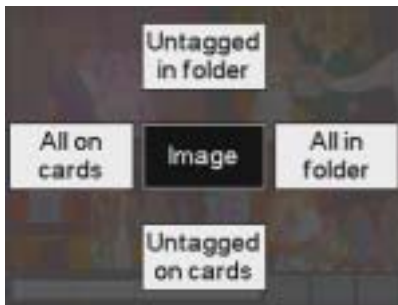 Untagged
in folder
All on
cards
Image
All in
folder
Untagged
on cards